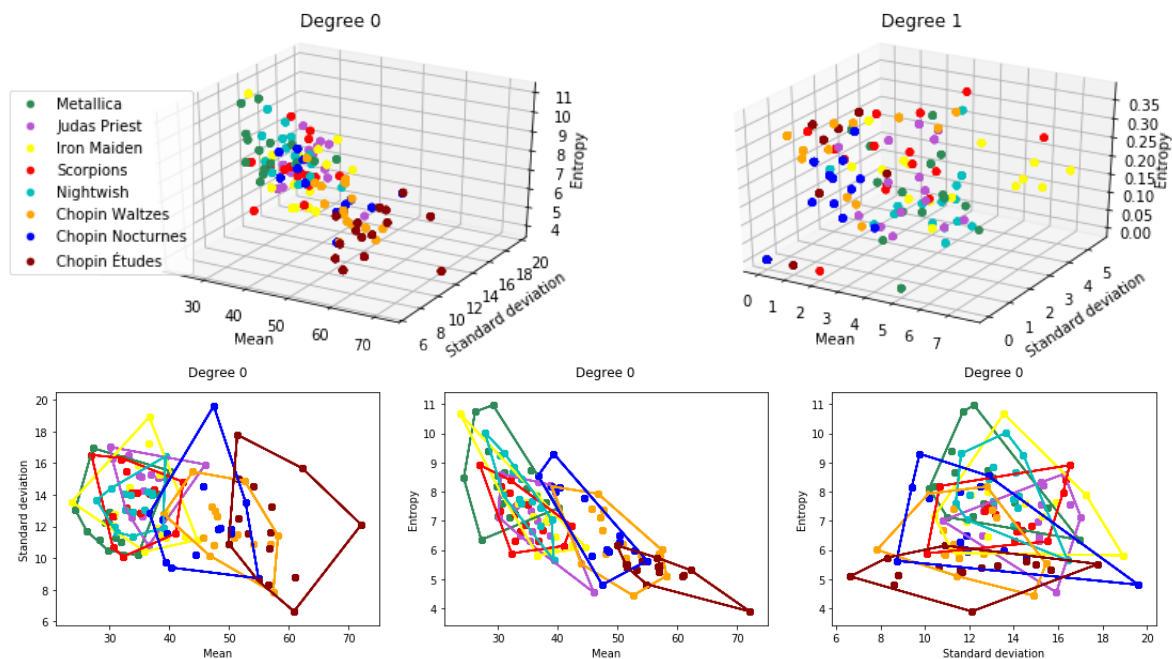 Degree 0
Metallica
Judas Priest
Iron Maiden
Scorpions
Nightwish
Chopin Waltzes
Chopin Nocturnes
Chopin Études
30 40 50 60 70
Mean
6 8 10 12 14 16 18 20
Standard deviation
4 5 6 7 8 9 10 11
Entropy
Degree 1
0 1 2 3 4 5 6 7
Mean
0 1 2 3 4 5
Standard deviation
0.00 0.05 0.10 0.15 0.20 0.25 0.30 0.35
Entropy
Degree 0
20
18
16
14
12
10
8
6
Standard deviation
30 40 50 60 70
Mean
Degree 0
11
10
9
8
7
6
5
4
Entropy
30 40 50 60 70
Mean
Degree 0
11
10
9
8
7
6
5
4
Entropy
6 8 10 12 14 16 18 20
Standard deviation